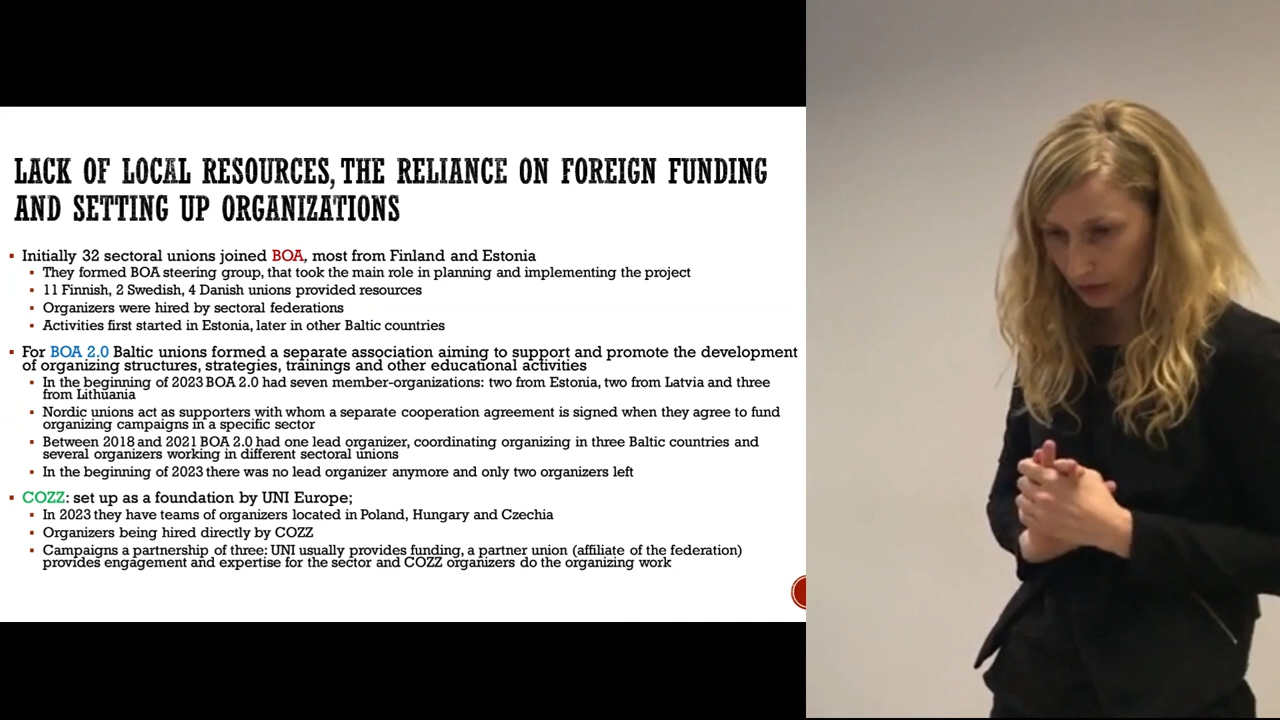 LACK OF LOCAL RESOURCES, THE RELIANCE ON FOREIGN FUNDING
AND SETTING UP ORGANIZATIONS
▪ Initially 32 sectoral unions joined BOA, most from Finland and Estonia
▪ They formed BOA steering group, that took the main role in planning and implementing the project
▪ 11 Finnish, 2 Swedish, 4 Danish unions provided resources
▪ Organizers were hired by sectoral federations
▪ Activities first started in Estonia, later in other Baltic countries
▪ For BOA 2.0 Baltic unions formed a separate association aiming to support and promote the development
of organizing structures, strategies, trainings and other educational activities
▪ In the beginning of 2023 BOA 2.0 had seven member-organizations: two from Estonia, two from Latvia and three
from Lithuania
▪ Nordic unions act as supporters with whom a separate cooperation agreement is signed when they agree to fund
organizing campaigns in a specific sector
▪ Between 2018 and 2021 BOA 2.0 had one lead organizer, coordinating organizing in three Baltic countries and
several organizers working in different sectoral unions
▪ In the beginning of 2023 there was no lead organizer anymore and only two organizers left
▪ COZZ: set up as a foundation by UNI Europe;
▪ In 2023 they have teams of organizers located in Poland, Hungary and Czechia
▪ Organizers being hired directly by COZZ
▪ Campaigns a partnership of three: UNI usually provides funding, a partner union (affiliate of the federation)
provides engagement and expertise for the sector and COZZ organizers do the organizing work